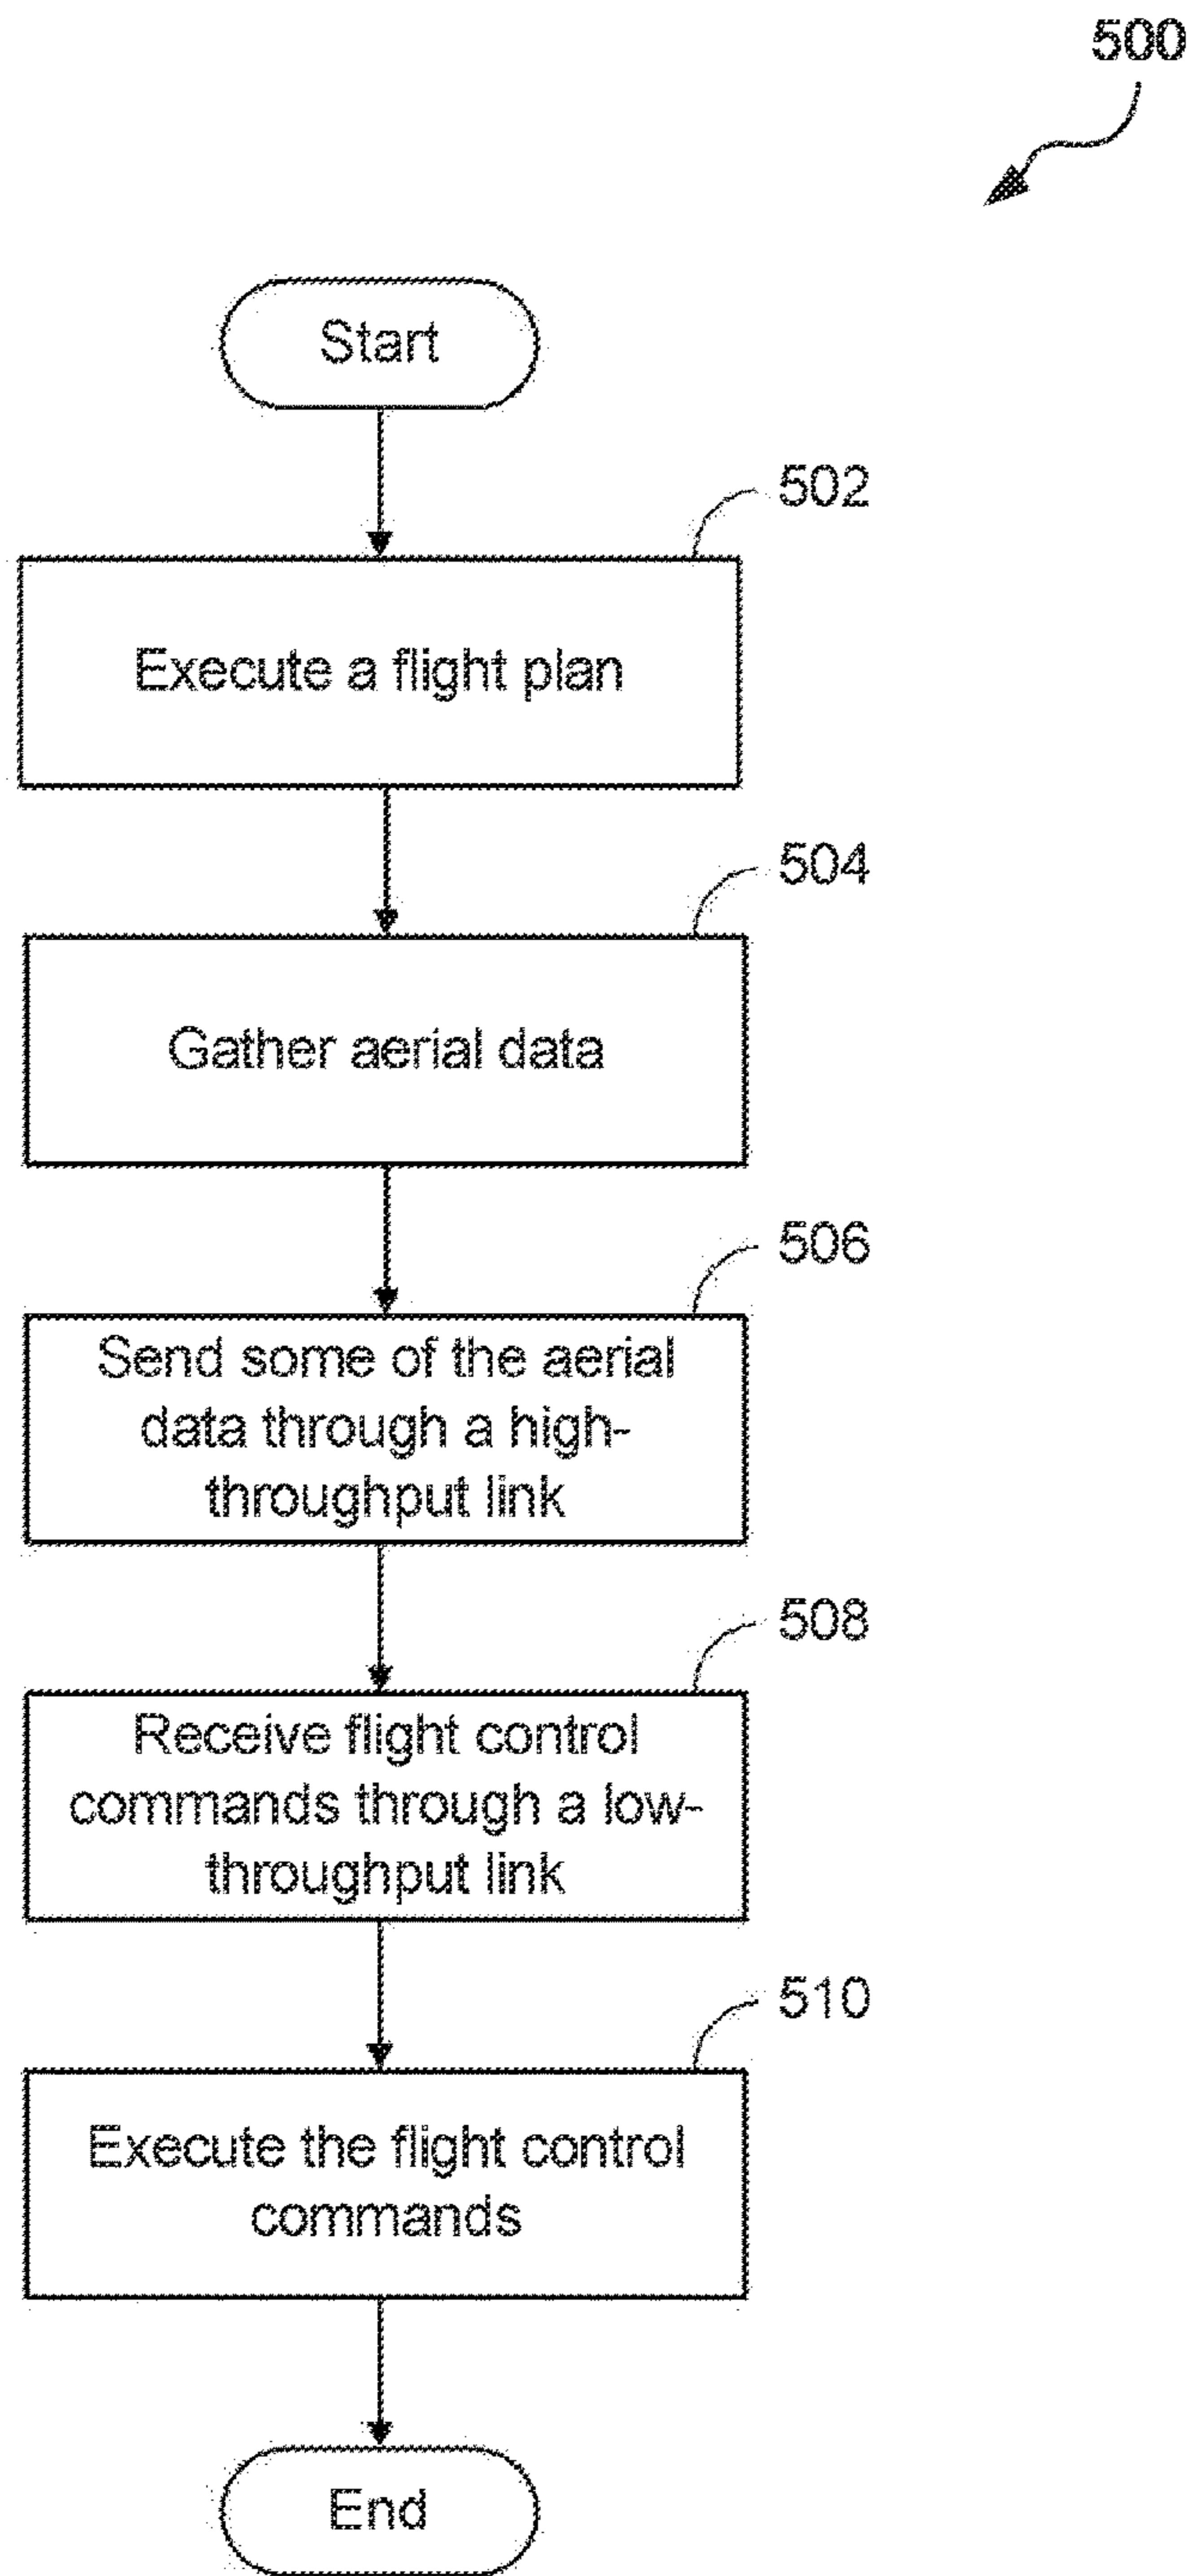 500
Start
502
Execute a flight plan
504
Gather aerial data
506
Send some of the aerial
data through a high-
throughput link
508
Receive flight control
commands through a low-
throughput link
510
Execute the flight control
commands
End